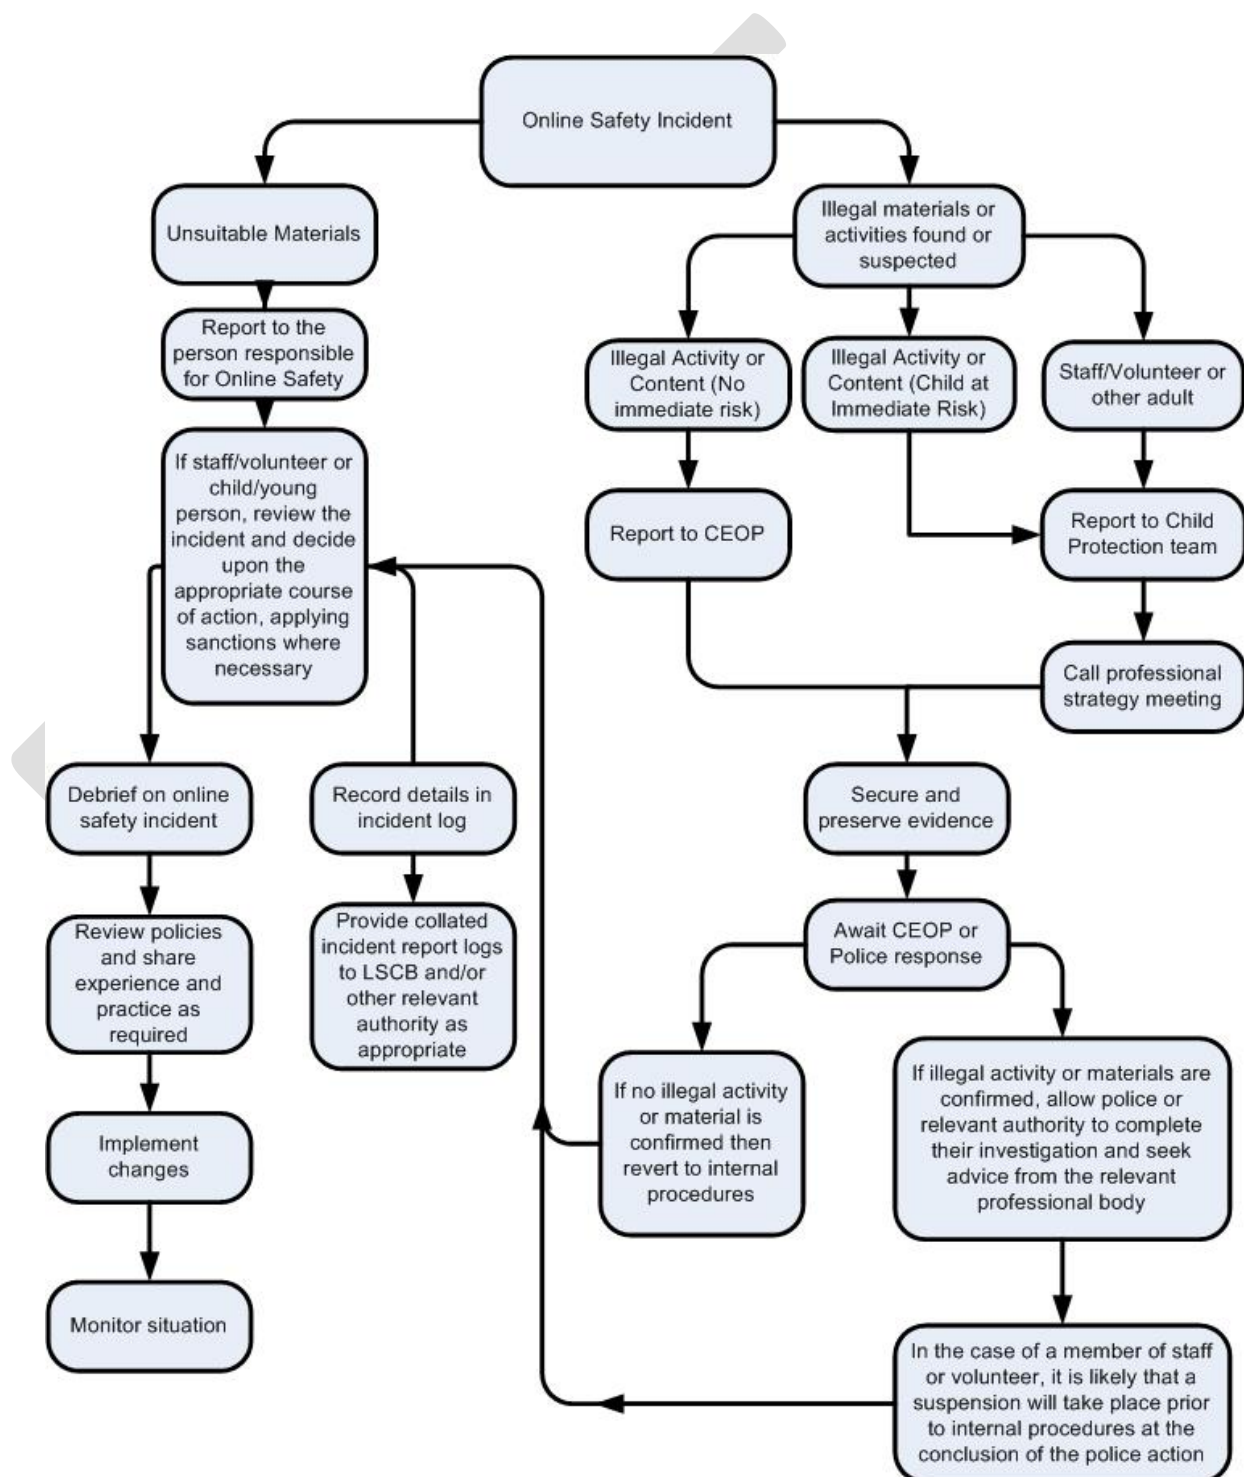 Online Safety Incident
Unsuitable Materials
Illegal materials or
activities found or
suspected
Report to the
person responsible
for Online Safety
Illegal Activity or
Content (No
immediate risk)
Illegal Activity or
Content (Child at
Immediate Risk)
Staff/Volunteer or
other adult
If staff/volunteer or
child/young
person, review the
incident and decide
upon the
appropriate course
of action, applying
sanctions where
necessary
Report to CEOP
Report to Child
Protection team
Call professional
strategy meeting
Debrief on online
safety incident
Record details in
incident log
Secure and
preserve evidence
Review policies
and share
experience and
practice as
required
Provide collated
incident report logs
to LSCB and/or
other relevant
authority as
appropriate
Await CEOP or
Police response
If no illegal activity
or material is
confirmed then
revert to internal
procedures
If illegal activity or materials are
confirmed, allow police or
relevant authority to complete
their investigation and seek
advice from the relevant
professional body
Implement
changes
Monitor situation
In the case of a member of staff
or volunteer, it is likely that a
suspension will take place prior
to internal procedures at the
conclusion of the police action